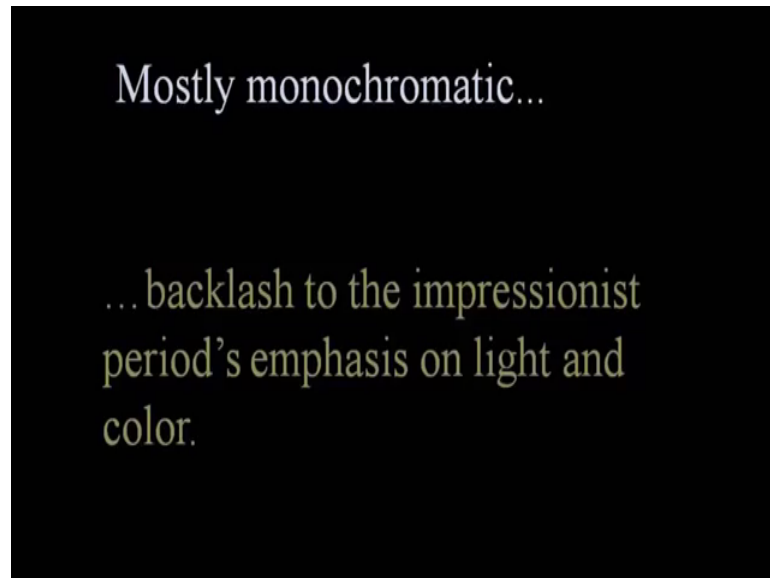 Mostly monochromatic...
...backlash to the impressionist
period’s emphasis on light and
color.